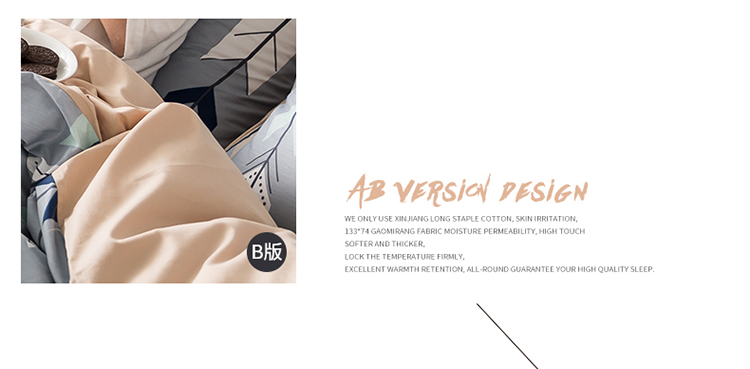 B版
AB VERSION DESIGN
WE ONLY USE XINJIANG LONG STAPLE COTTON, SKIN IRRITATION,
133*74 GAOMIRANG FABRIC MOISTURE PERMEABILITY, HIGH TOUCH
SOFTER AND THICKER,
LOCK THE TEMPERATURE FIRMLY,
EXCELLENT WARMTH RETENTION, ALL-ROUND GUARANTEE YOUR HIGH QUALITY SLEEP.